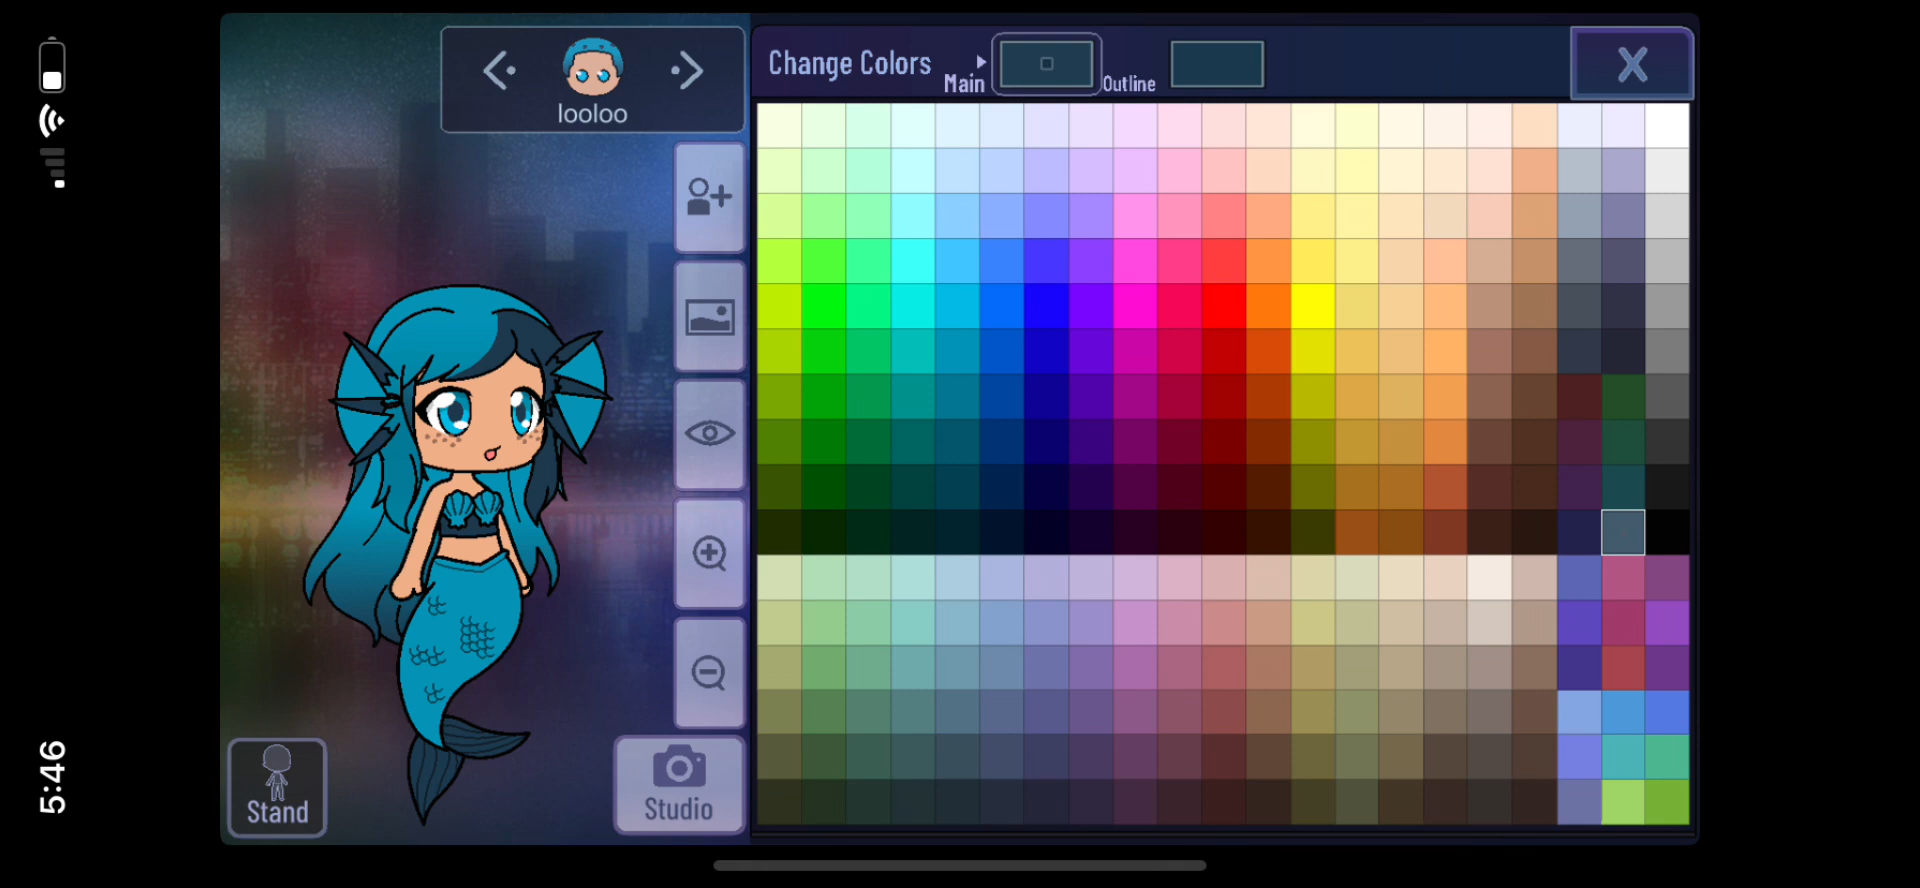 5:46
looloo
Stand
Studio
Change Colors
Main
Outline
X